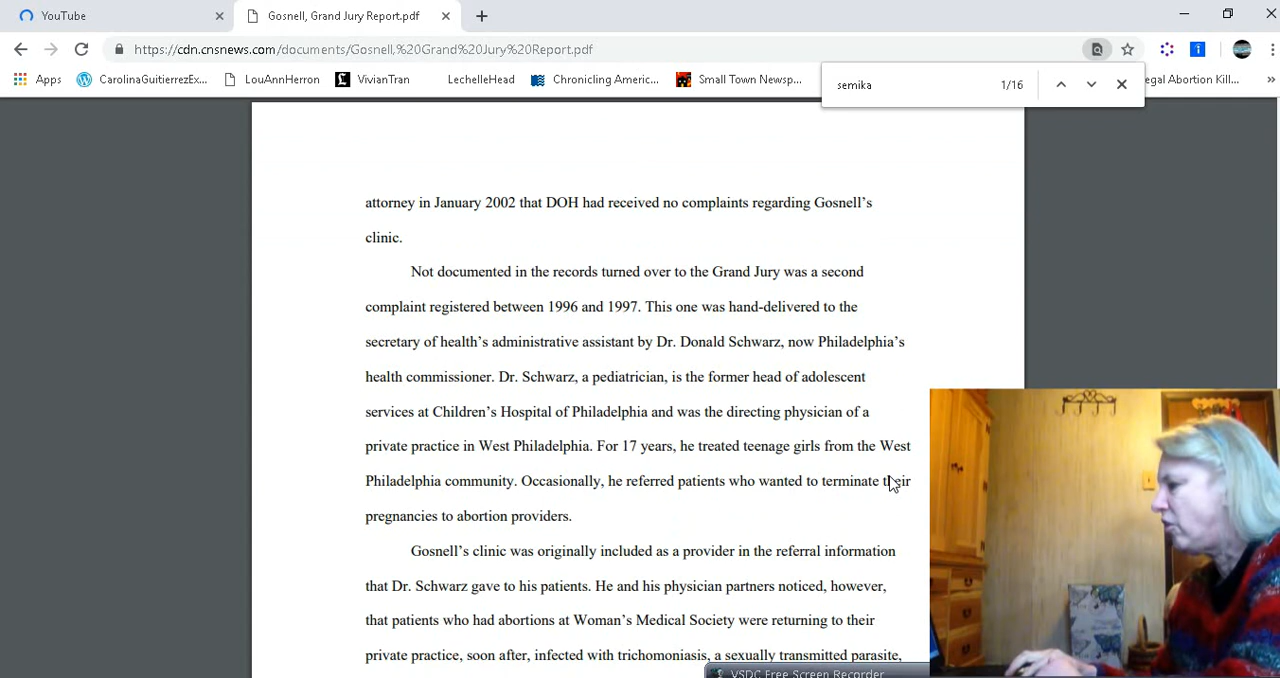 YouTube
Gosnell, Grand Jury Report.pdf
https://cdn.cnsnews.com/documents/Gosnell,%20Grand%20Jury%20Report.pdf
Apps
CarolinaGuitierrezE...
LouAnnHerron
VivianTran
LechelleHead
Chronicling Americ...
Small Town Newsp...
egal Abortion Kill...
»
semika
1/16
attorney in January 2002 that DOH had received no complaints regarding Gosnell's
clinic.
Not documented in the records turned over to the Grand Jury was a second
complaint registered between 1996 and 1997. This one was hand-delivered to the
secretary of health's administrative assistant by Dr. Donald Schwarz, now Philadelphia's
health commissioner. Dr. Schwarz, a pediatrician, is the former head of adolescent
services at Children's Hospital of Philadelphia and was the directing physician of a
private practice in West Philadelphia. For 17 years, he treated teenage girls from the West
Philadelphia community. Occasionally, he referred patients who wanted to terminate their
pregnancies to abortion providers.
Gosnell's clinic was originally included as a provider in the referral information
that Dr. Schwarz gave to his patients. He and his physician partners noticed, however,
that patients who had abortions at Woman's Medical Society were returning to their
private practice, soon after, infected with trichomoniasis, a sexually transmitted parasite,
VSDC Free Screen Recorder